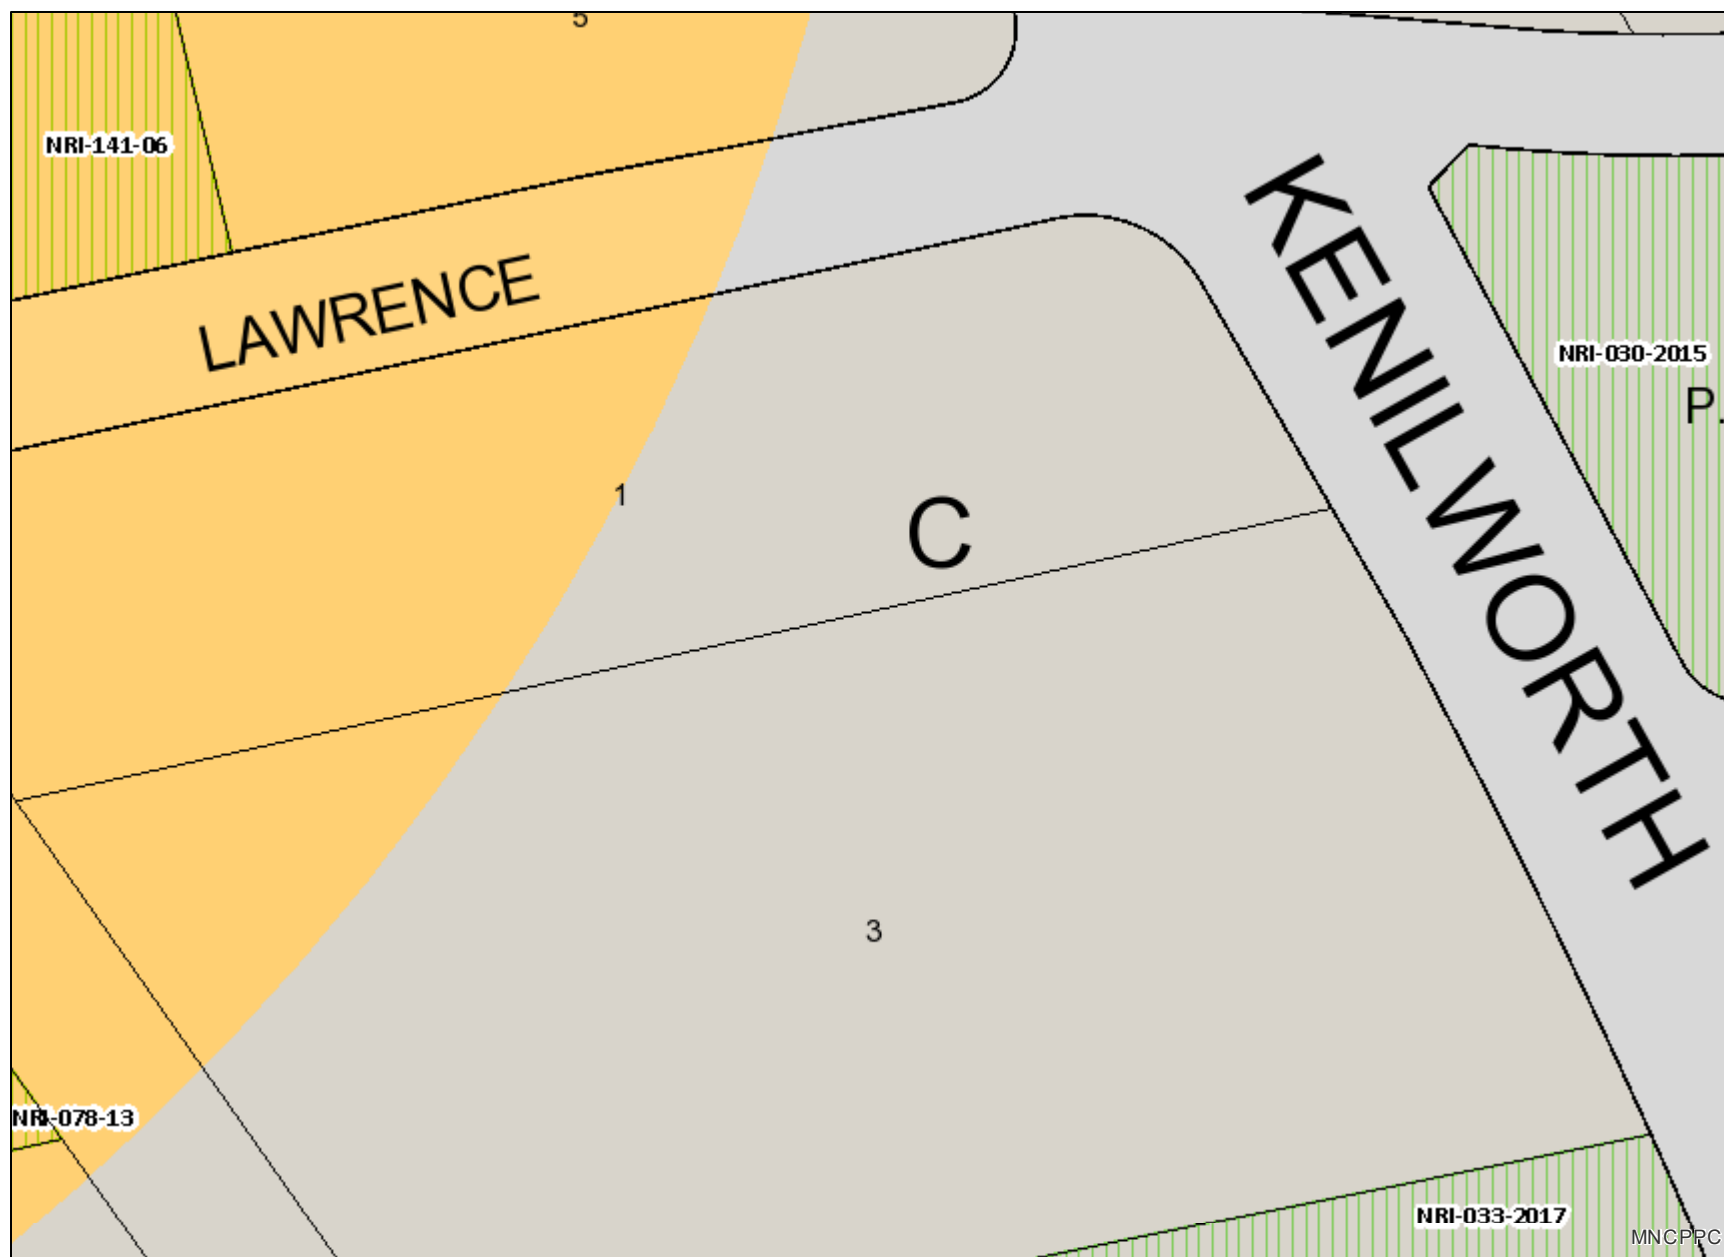 5
NRI-141-06
LAWRENCE
KENILWORTH
NRI-030-2015
P.
1
C
3
NRI-078-13
NRI-033-2017
MNCPPC